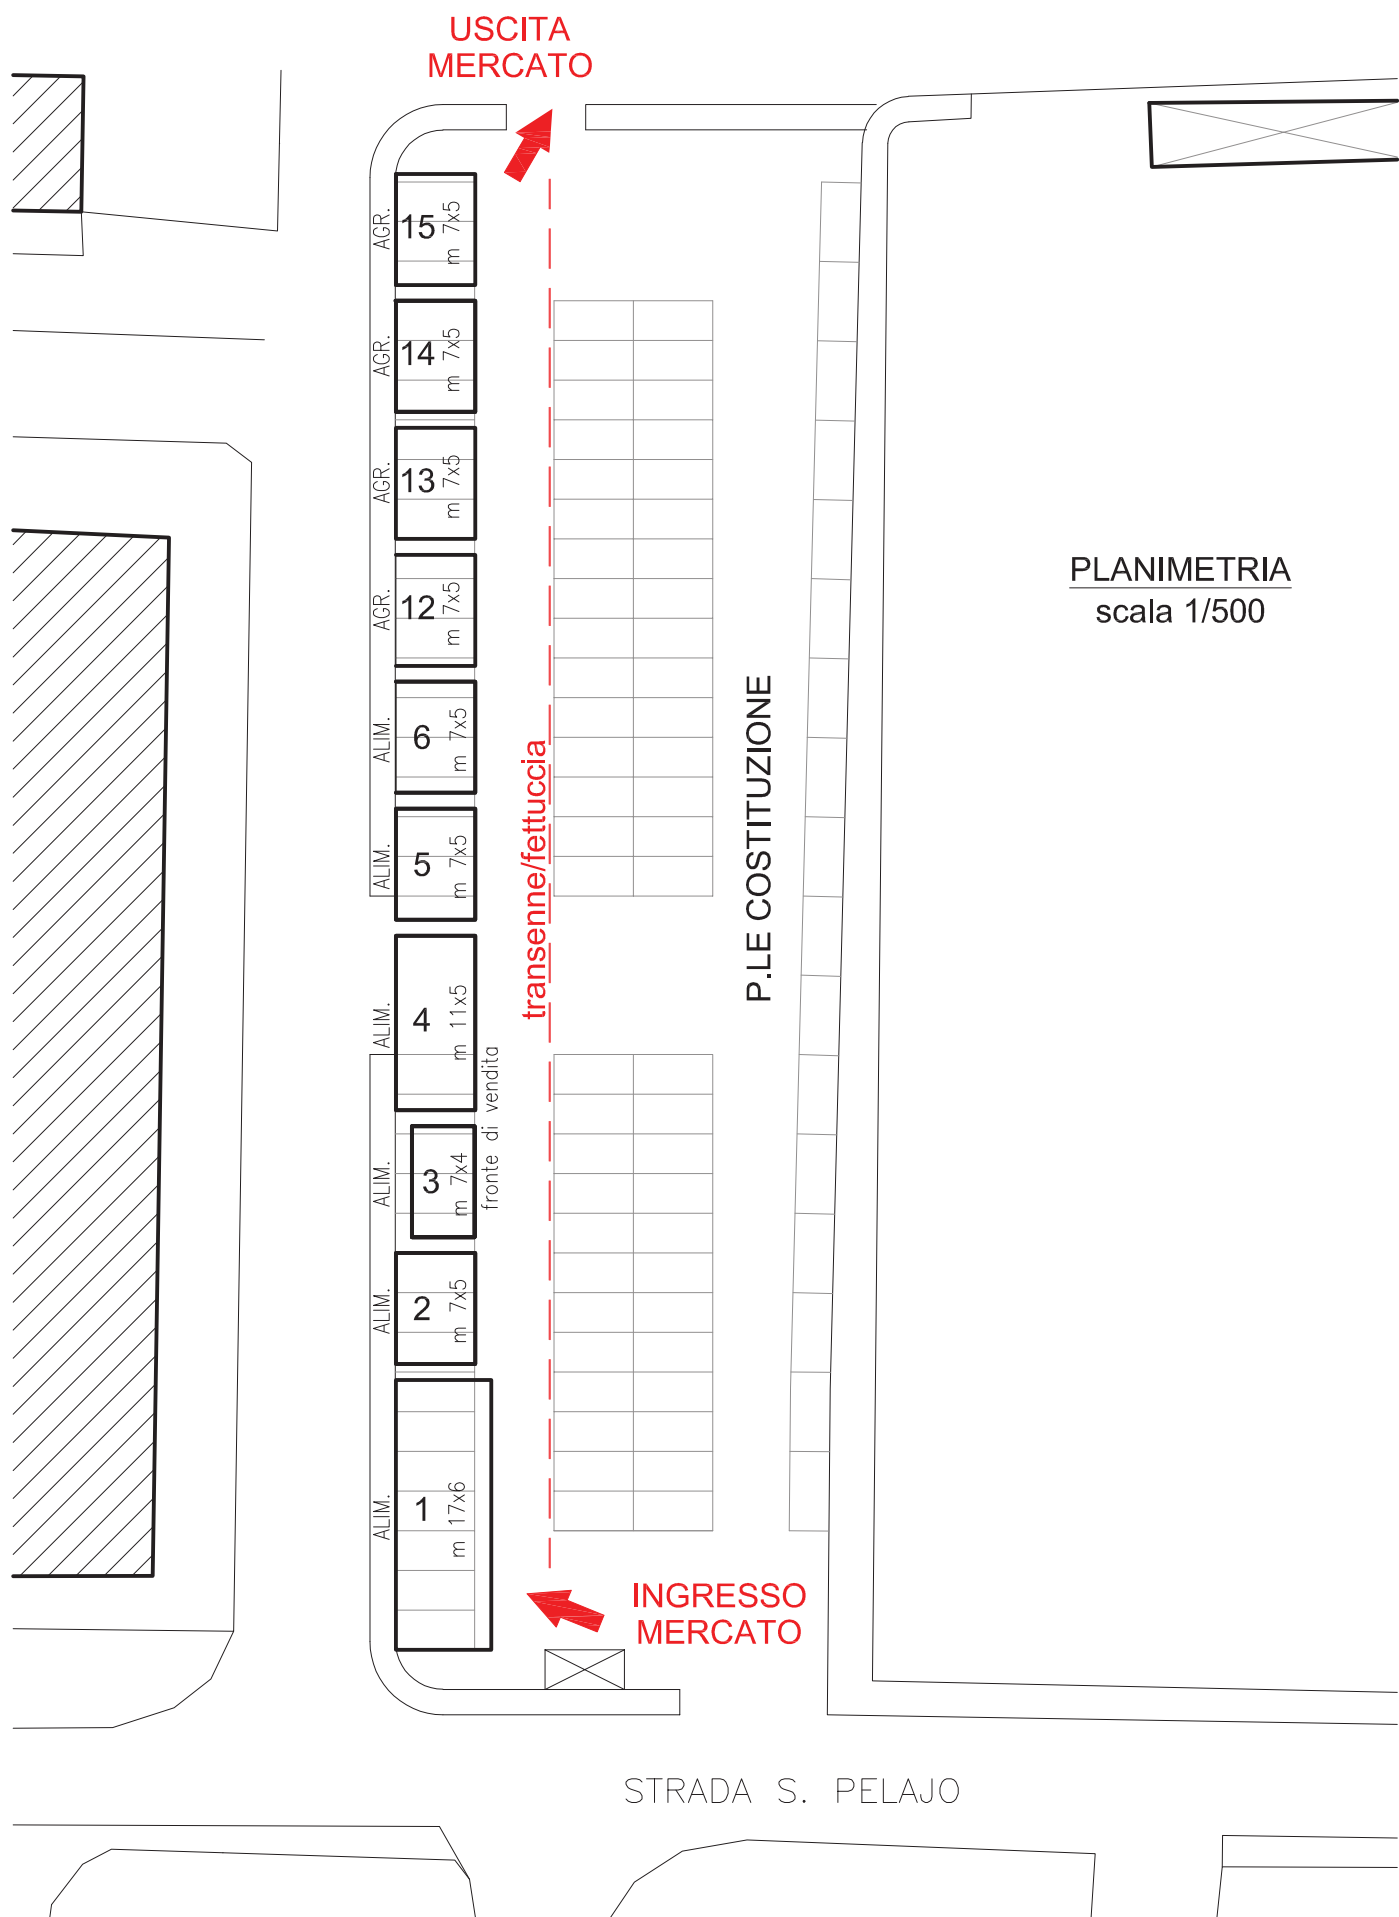 USCITA
MERCATO
AGR.
15
m 7x5
AGR.
14
m 7x5
AGR.
13
m 7x5
AGR.
12
m 7x5
PLANIMETRIA
scala 1/500
ALIM.
6
m 7x5
ALIM.
5
m 7x5
transenne/fettuccia
P.LE COSTITUZIONE
ALIM.
4
m 11x5
fronte di vendita
ALIM.
3
m 7x4
ALIM.
2
m 7x5
ALIM.
1
m 17x6
INGRESSO
MERCATO
STRADA S. PELAJO